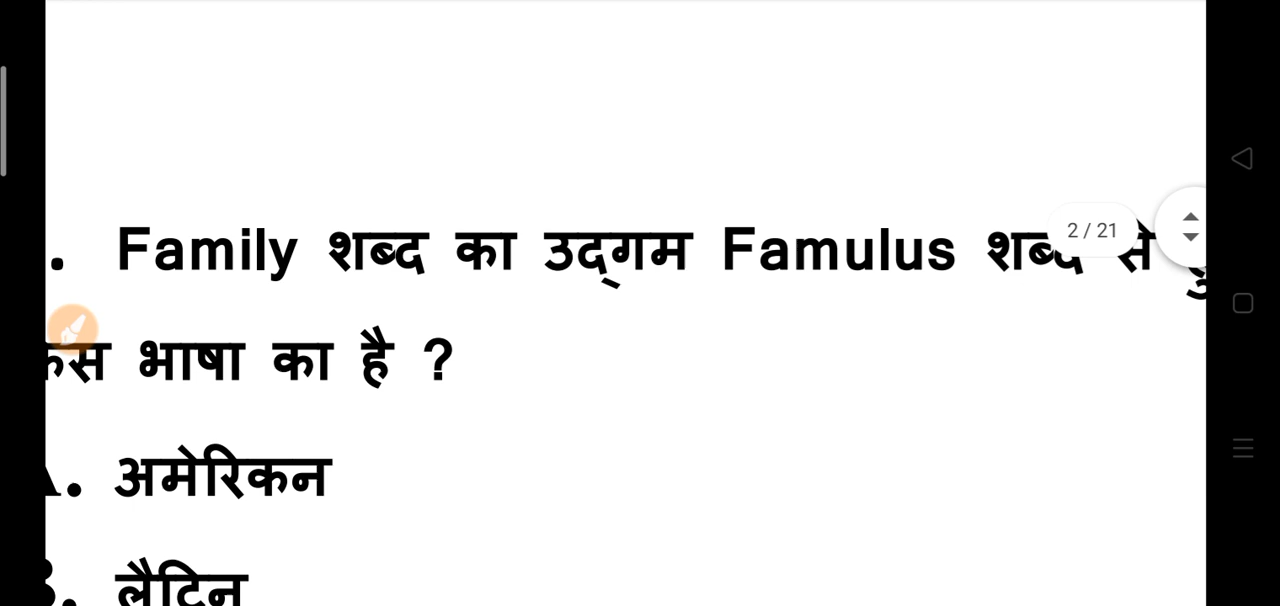 . Family शब्द का उद्गम Famulus शब्द से
2 / 21
भाषा का है ?
. अमेरिकन
B. लैटिन